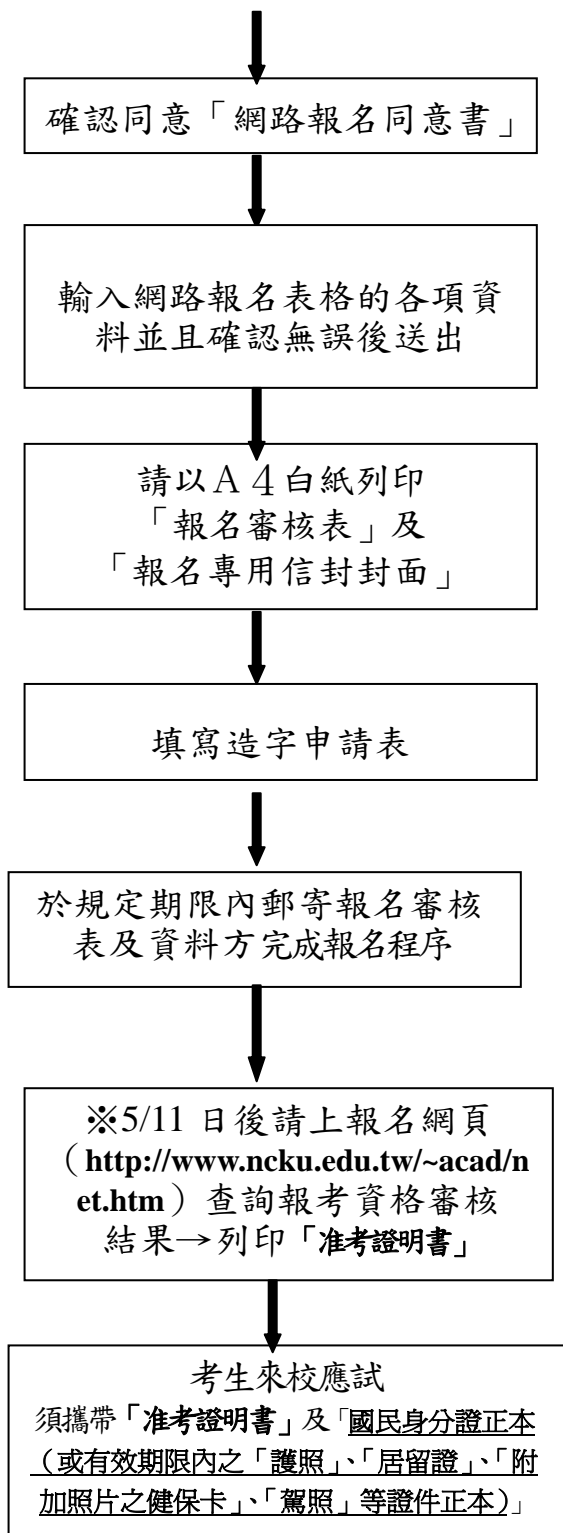 確認同意「網路報名同意書」
輸入網路報名表格的各項資
料並且確認無誤後送出
請以Ａ４白紙列印
「報名審核表」及
「報名專用信封封面」
填寫造字申請表
於規定期限內郵寄報名審核
表及資料方完成報名程序
※5/11 日後請上報名網頁
（http://www.ncku.edu.tw/~acad/n
et.htm）查詢報考資格審核
結果→列印「准考證明書」
考生來校應試
須攜帶「准考證明書」及「國民身分證正本
（或有效期限內之「護照」、「居留證」、「附
加照片之健保卡」、「駕照」等證件正本）」